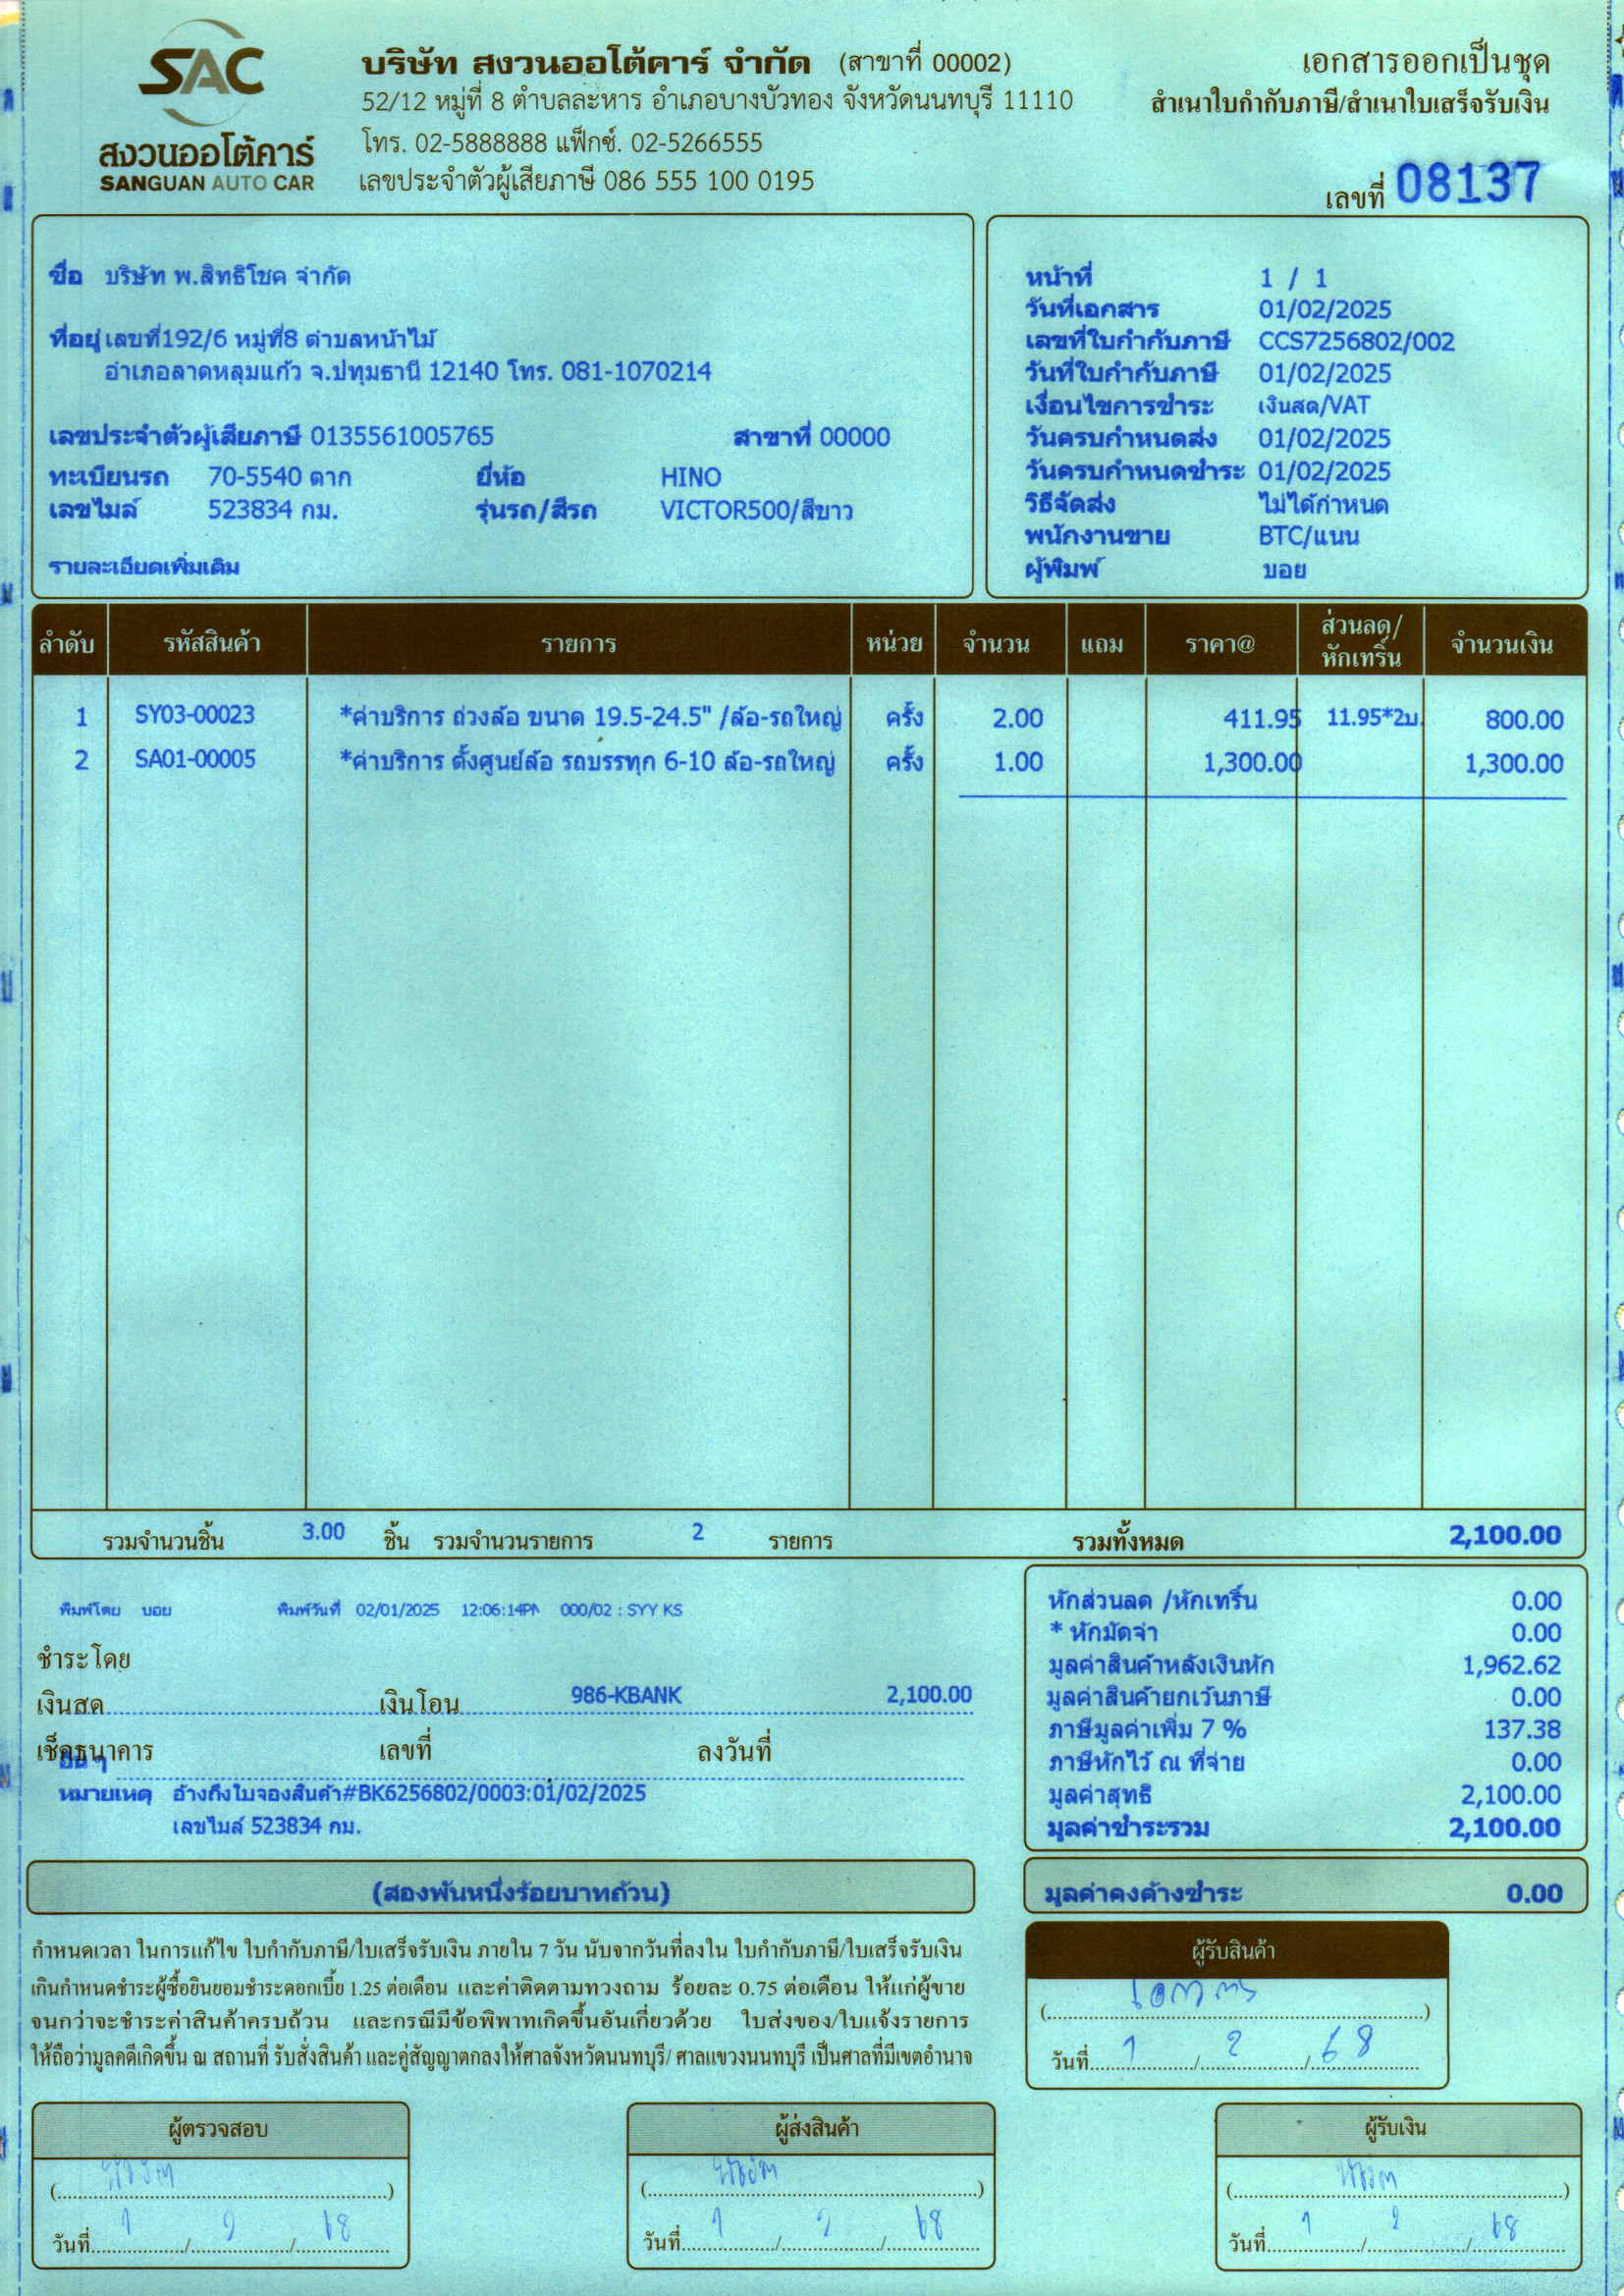 SAC
สงวนออโต้คาร์
SANGUAN AUTO CAR
บริษัท สงวนออโต้คาร์ จำกัด (สาขาที่ 00002)
52/12 หมู่ที่ 8 ตำบลละหาร อำเภอบางบัวทอง จังหวัดนนทบุรี 11110
โทร. 02-5888888 แฟ็กซ์. 02-5266555
เลขประจำตัวผู้เสียภาษี 086 555 100 0195
เอกสารออกเป็นชุด
สำเนาใบกำกับภาษี/สำเนาใบเสร็จรับเงิน
เลขที่ 08137
ชื่อ บริษัท พ.สิทธิโชค จำกัด
ที่อยู่ เลขที่192/6 หมู่ที่8 ตำบลหน้าไม้
อำเภอลาดหลุมแก้ว จ.ปทุมธานี 12140 โทร. 081-1070214
เลขประจำตัวผู้เสียภาษี 0135561005765 สาขาที่ 00000
ทะเบียนรถ 70-5540 ตาก ยี่ห้อ HINO
เลขไมล์ 523834 กม. รุ่นรถ/สีรถ VICTOR500/สีขาว
รายละเอียดเพิ่มเติม
หน้าที่ 1 / 1
วันที่เอกสาร 01/02/2025
เลขที่ใบกำกับภาษี CCS7256802/002
วันที่ใบกำกับภาษี 01/02/2025
เงื่อนไขการชำระ เงินสด/VAT
วันครบกำหนดส่ง 01/02/2025
วันครบกำหนดชำระ 01/02/2025
วิธีจัดส่ง ไม่ได้กำหนด
พนักงานขาย BTC/แนน
ผู้พิมพ์ บอย
ลำดับ รหัสสินค้า รายการ หน่วย จำนวน แถม ราคา@ ส่วนลด/หักเทริ์น จำนวนเงิน
1 SY03-00023 *ค่าบริการ ถ่วงล้อ ขนาด 19.5-24.5" /ล้อ-รถใหญ่ ครั้ง 2.00 411.95 11.95*2บ. 800.00
2 SA01-00005 *ค่าบริการ ตั้งศูนย์ล้อ รถบรรทุก 6-10 ล้อ-รถใหญ่ ครั้ง 1.00 1,300.00 1,300.00
รวมจำนวนชิ้น 3.00 ชิ้น รวมจำนวนรายการ 2 รายการ รวมทั้งหมด 2,100.00
พิมพ์โดย บอย พิมพ์วันที่ 02/01/2025 12:06:14PM 000/02 : SYY KS
ชำระโดย
เงินสด เงินโอน 986-KBANK 2,100.00
เช็คธนาคาร เลขที่ ลงวันที่
อื่นๆ
หมายเหตุ อ้างถึงใบจองสินค้า#BK6256802/0003:01/02/2025
เลขไมล์ 523834 กม.
หักส่วนลด /หักเทริ์น 0.00
* หักมัดจำ 0.00
มูลค่าสินค้าหลังเงินหัก 1,962.62
มูลค่าสินค้ายกเว้นภาษี 0.00
ภาษีมูลค่าเพิ่ม 7 % 137.38
ภาษีหักไว้ ณ ที่จ่าย 0.00
มูลค่าสุทธิ 2,100.00
มูลค่าชำระรวม 2,100.00
(สองพันหนึ่งร้อยบาทถ้วน)
มูลค่าคงค้างชำระ 0.00
กำหนดเวลา ในการแก้ไข ใบกำกับภาษี/ใบเสร็จรับเงิน ภายใน 7 วัน นับจากวันที่ลงใน ใบกำกับภาษี/ใบเสร็จรับเงิน
เกินกำหนดชำระผู้ซื้อยินยอมชำระดอกเบี้ย 1.25 ต่อเดือน และค่าติดตามทวงถาม ร้อยละ 0.75 ต่อเดือน ให้แก่ผู้ขาย
จนกว่าจะชำระค่าสินค้าครบถ้วน และกรณีมีข้อพิพาทเกิดขึ้นอันเกี่ยวด้วย ใบส่งของ/ใบแจ้งรายการ
ให้ถือว่ามูลคดีเกิดขึ้น ณ สถานที่ รับสั่งสินค้า และคู่สัญญาตกลงให้ศาลจังหวัดนนทบุรี/ ศาลแขวงนนทบุรี เป็นศาลที่มีเขตอำนาจ
ผู้รับสินค้า
วันที่ 1 / 2 / 68
ผู้ตรวจสอบ
วันที่ 1 / 2 / 68
ผู้ส่งสินค้า
วันที่ 1 / 2 / 68
ผู้รับเงิน
วันที่ 1 / 2 / 68